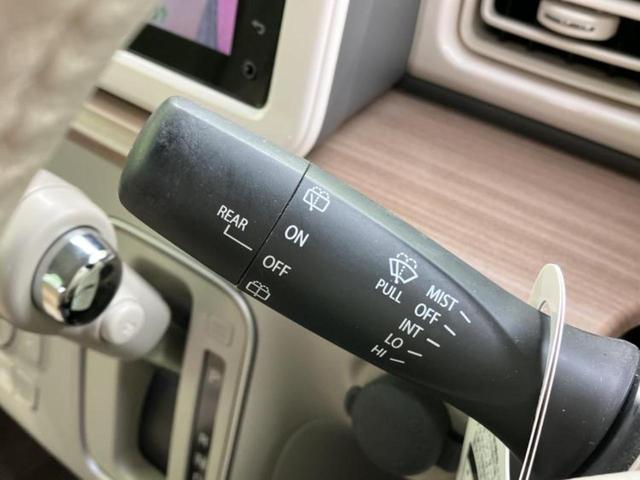 REAR
ON
OFF
PULL
MIST
OFF
INT
LO
HI